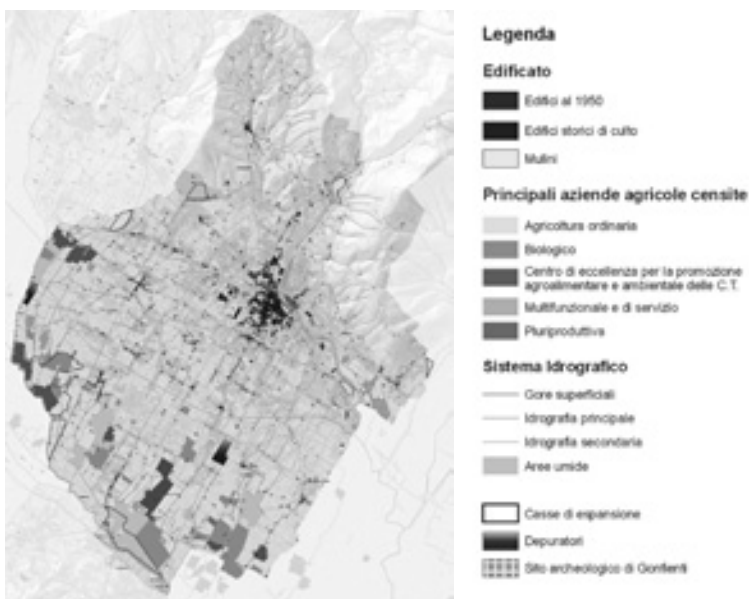 Legenda
Edificato
Edifici al 1950
Edifici storici di culto
Mulini
Principali aziende agricole censite
Agricoltura ordinaria
Biologico
Centro di eccellenza per la promozione
agroalimentare e ambientale delle C.T.
Multifunzionale e di servizio
Pluriproduttiva
Sistema Idrografico
Gore superficiali
Idrografia principale
Idrografia secondaria
Aree umide
Casse di espansione
Depuratori
Sito archeologico di Gonfienti